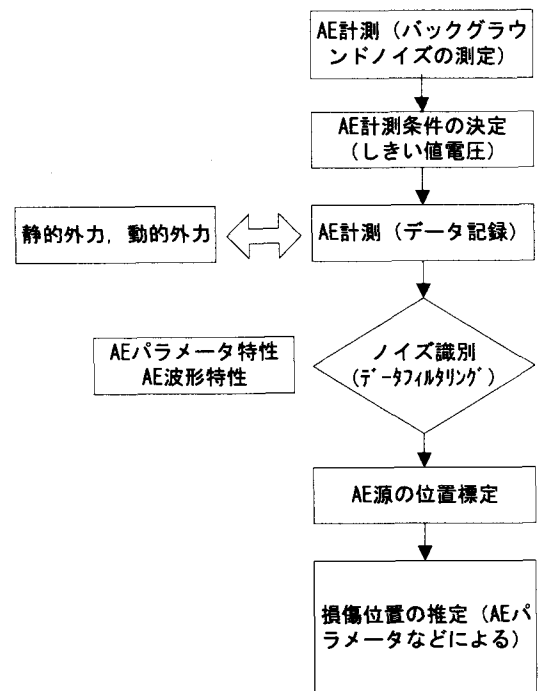 AE計測（バックグラウ
ンドノイズの測定）
AE計測条件の決定
（しきい値電圧）
静的外力，動的外力
AE計測（データ記録）
AEパラメータ特性
AE波形特性
ノイズ識別
(ﾃﾞｰﾀﾌｨﾙﾀﾘﾝｸﾞ)
AE源の位置標定
損傷位置の推定（AEパ
ラメータなどによる）